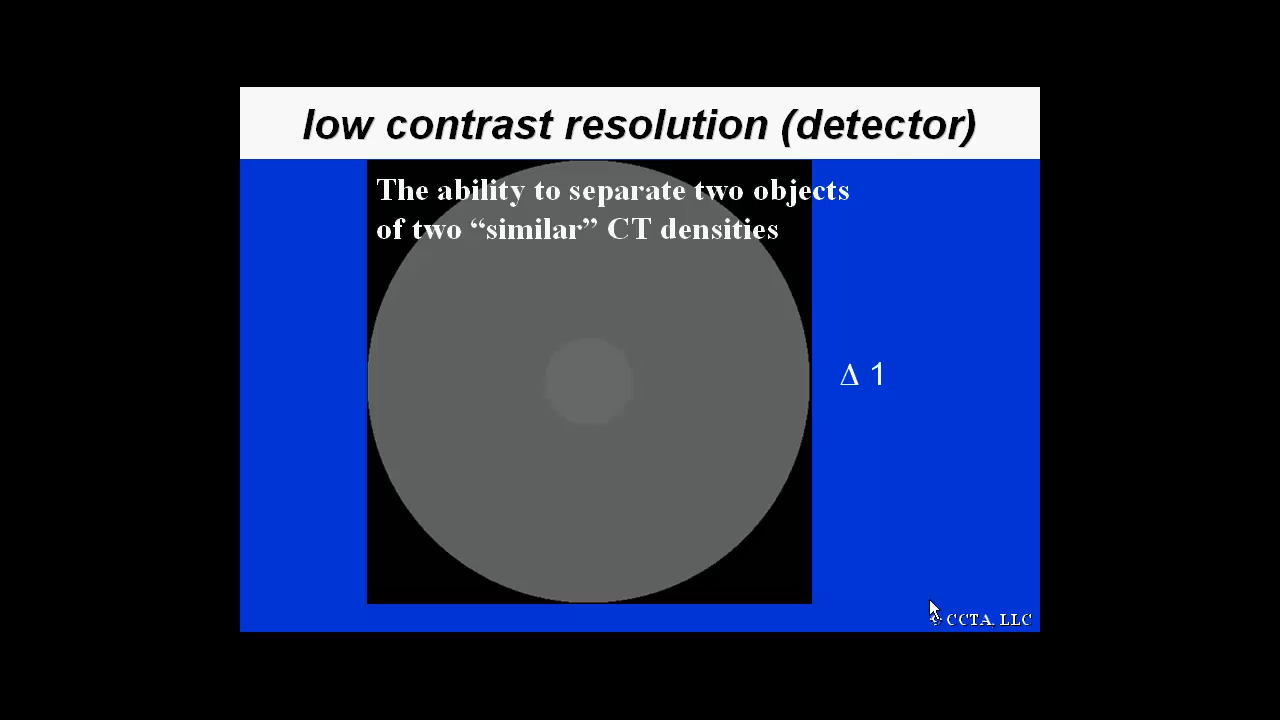 low contrast resolution (detector)
The ability to separate two objects
of two “similar” CT densities
Δ 1
© CCTA, LLC